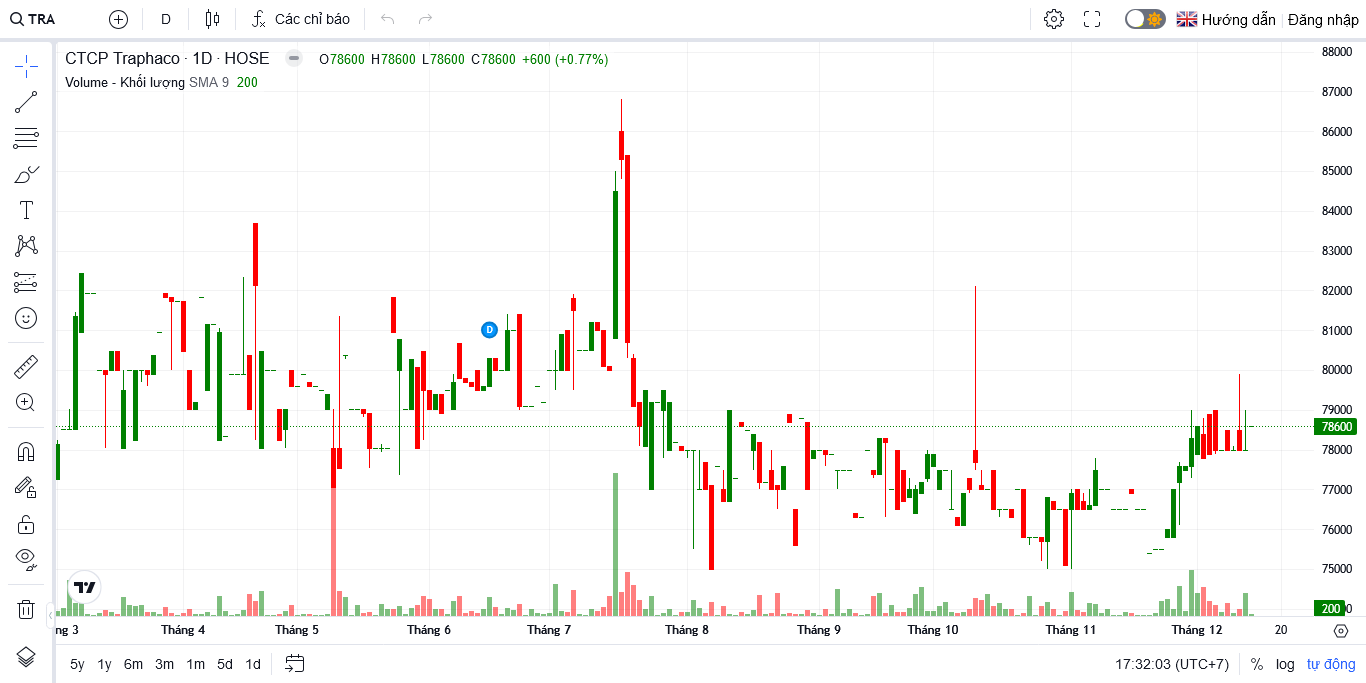 TRA D Các chỉ báo Hướng dẫn Đăng nhập
CTCP Traphaco · 1D · HOSE O78600 H78600 L78600 C78600 +600 (+0.77%)
Volume - Khối lượng SMA 9 200
88000
87000
86000
85000
84000
83000
82000
81000
80000
79000
78600
78000
77000
76000
75000
200
D
ng 3 Tháng 4 Tháng 5 Tháng 6 Tháng 7 Tháng 8 Tháng 9 Tháng 10 Tháng 11 Tháng 12 20
5y 1y 6m 3m 1m 5d 1d 17:32:03 (UTC+7) % log tự động